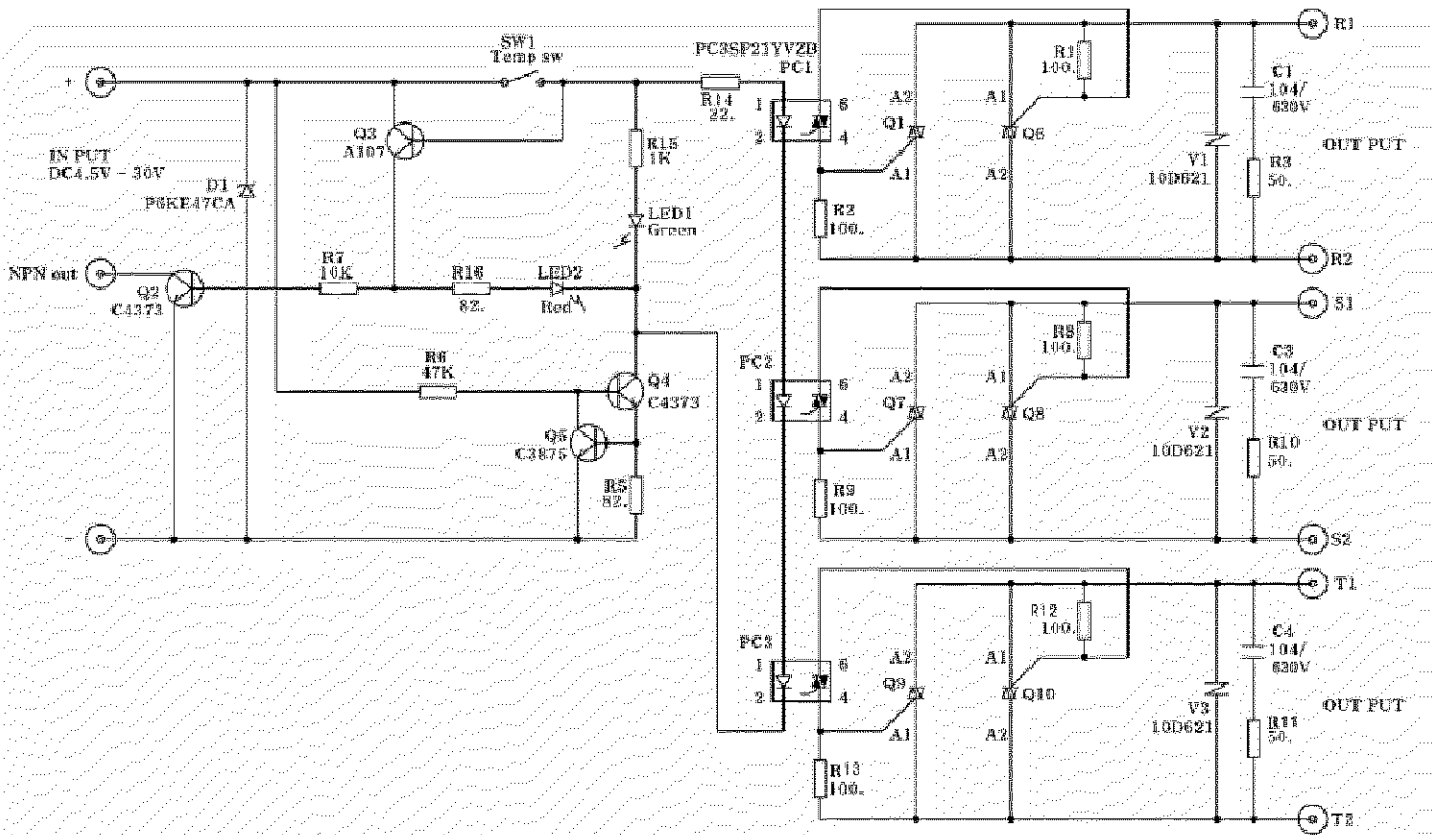 SW1
Temp sw
PC3SF21YVZD
PC1
R14
22.
+
IN PUT
DC4.5V - 30V
Q3
A107
D1
P6KE47CA
R15
1K
LED1
Green
NPN out
Q2
C4373
R7
10K
R16
82.
LED2
Red
R6
47K
Q4
C4373
Q5
C3875
R5
82.
-
1
2
6
4
A2
Q1
A1
A1
Q6
A2
R1
100.
R2
100.
V1
10D621
C1
104/
630V
R3
50.
OUT PUT
R1
R2
PC2
1
2
6
4
A2
Q7
A1
A1
Q8
A2
R8
100.
R9
100.
V2
10D621
C3
104/
630V
R10
50.
OUT PUT
S1
S2
PC3
1
2
6
4
A2
Q9
A1
A1
Q10
A2
R12
100.
R13
100.
V3
10D621
C4
104/
630V
R11
50.
OUT PUT
T1
T2